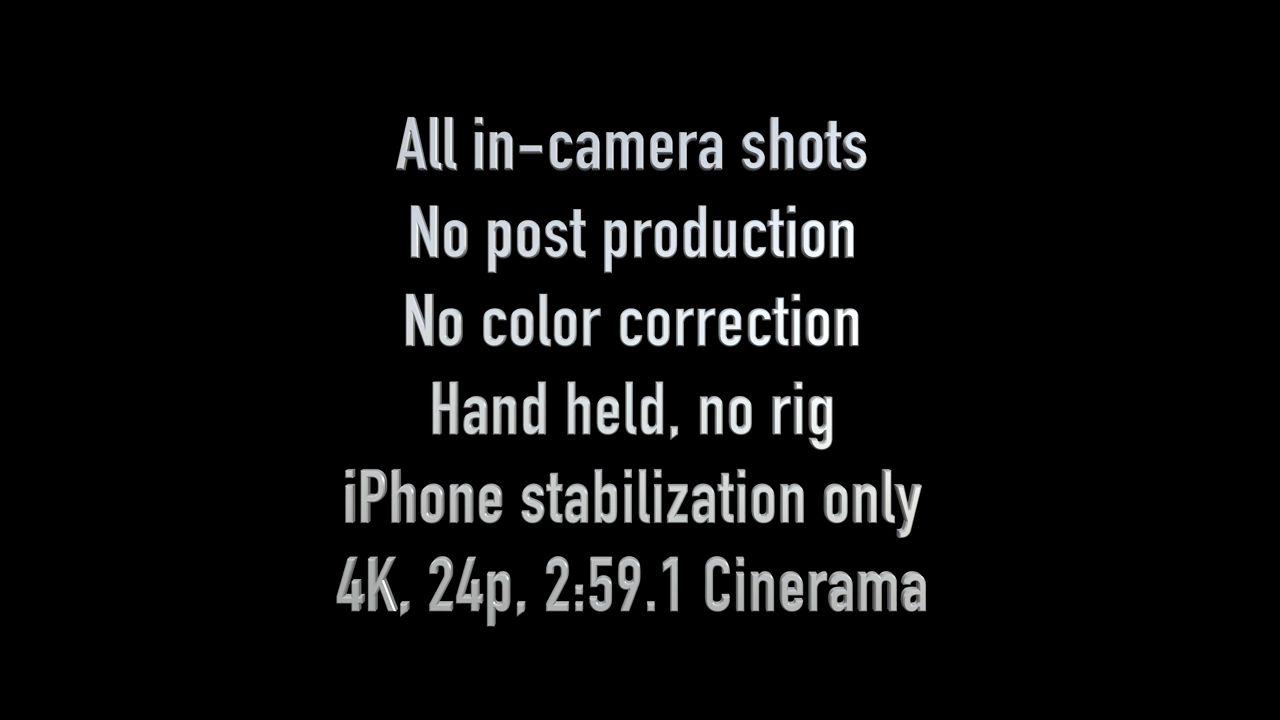 All in-camera shots
No post production
No color correction
Hand held, no rig
iPhone stabilization only
4K, 24p, 2:59.1 Cinerama